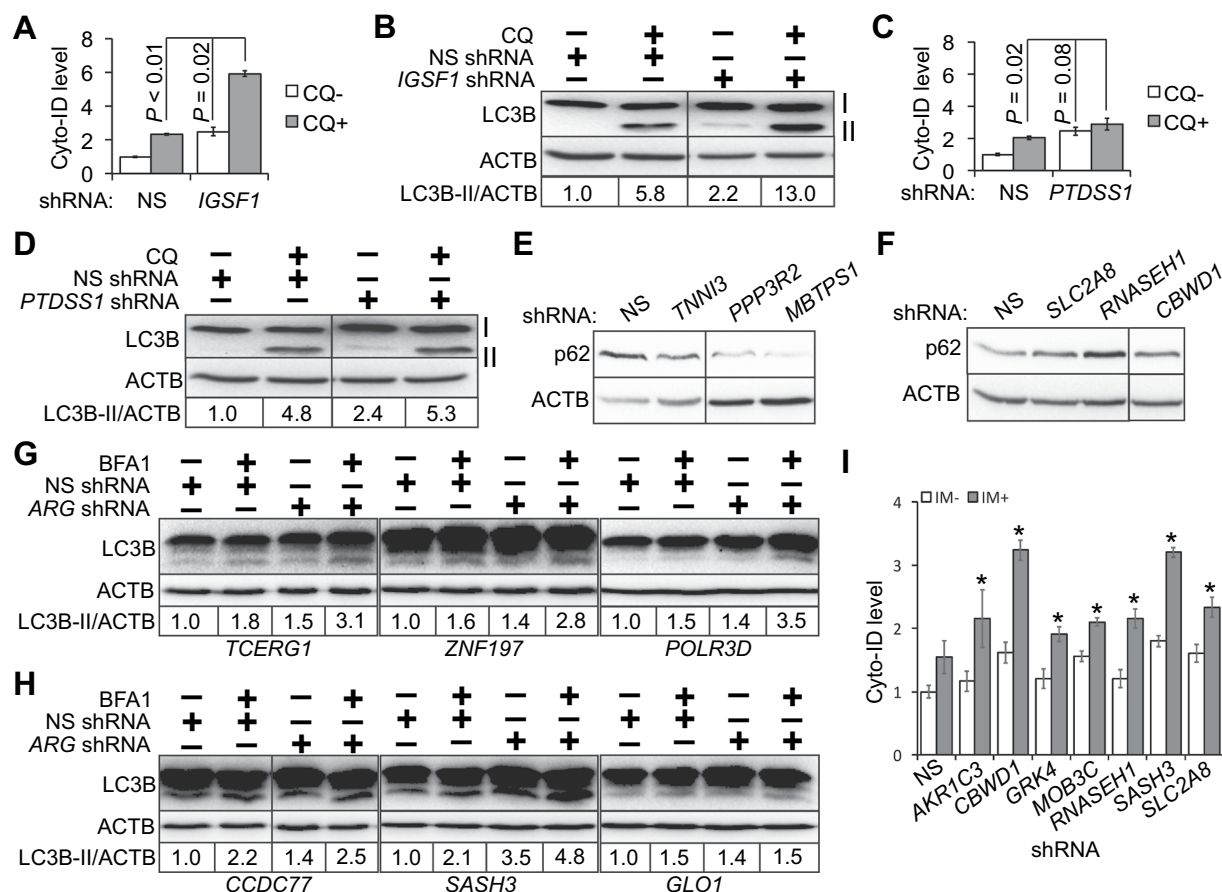 A
Cyto-ID level
8
6
4
2
0
P < 0.01
P = 0.02
CQ-
CQ+
shRNA: NS IGSF1
B
CQ − + − +
NS shRNA + + − −
IGSF1 shRNA − − + +
LC3B I
II
ACTB
LC3B-II/ACTB 1.0 5.8 2.2 13.0
C
Cyto-ID level
8
6
4
2
0
P = 0.02
P = 0.08
CQ-
CQ+
shRNA: NS PTDSS1
D
CQ − + − +
NS shRNA + + − −
PTDSS1 shRNA − − + +
LC3B I
II
ACTB
LC3B-II/ACTB 1.0 4.8 2.4 5.3
E
shRNA: NS TNNI3 PPP3R2 MBTPS1
p62
ACTB
F
shRNA: NS SLC2A8 RNASEH1 CBWD1
p62
ACTB
G
BFA1 − + − + − + − + − + − +
NS shRNA + + − − + + − − + + − −
ARG shRNA − − + + − − + + − − + +
LC3B
ACTB
LC3B-II/ACTB 1.0 1.8 1.5 3.1 1.0 1.6 1.4 2.8 1.0 1.5 1.4 3.5
TCERG1 ZNF197 POLR3D
H
BFA1 − + − + − + − + − + − +
NS shRNA + + − − + + − − + + − −
ARG shRNA − − + + − − + + − − + +
LC3B
ACTB
LC3B-II/ACTB 1.0 2.2 1.4 2.5 1.0 2.1 3.5 4.8 1.0 1.5 1.4 1.5
CCDC77 SASH3 GLO1
I
IM- IM+
Cyto-ID level
4
3
2
1
0
* * * * * * *
NS AKR1C3 CBWD1 GRK4 MOB3C RNASEH1 SASH3 SLC2A8
shRNA